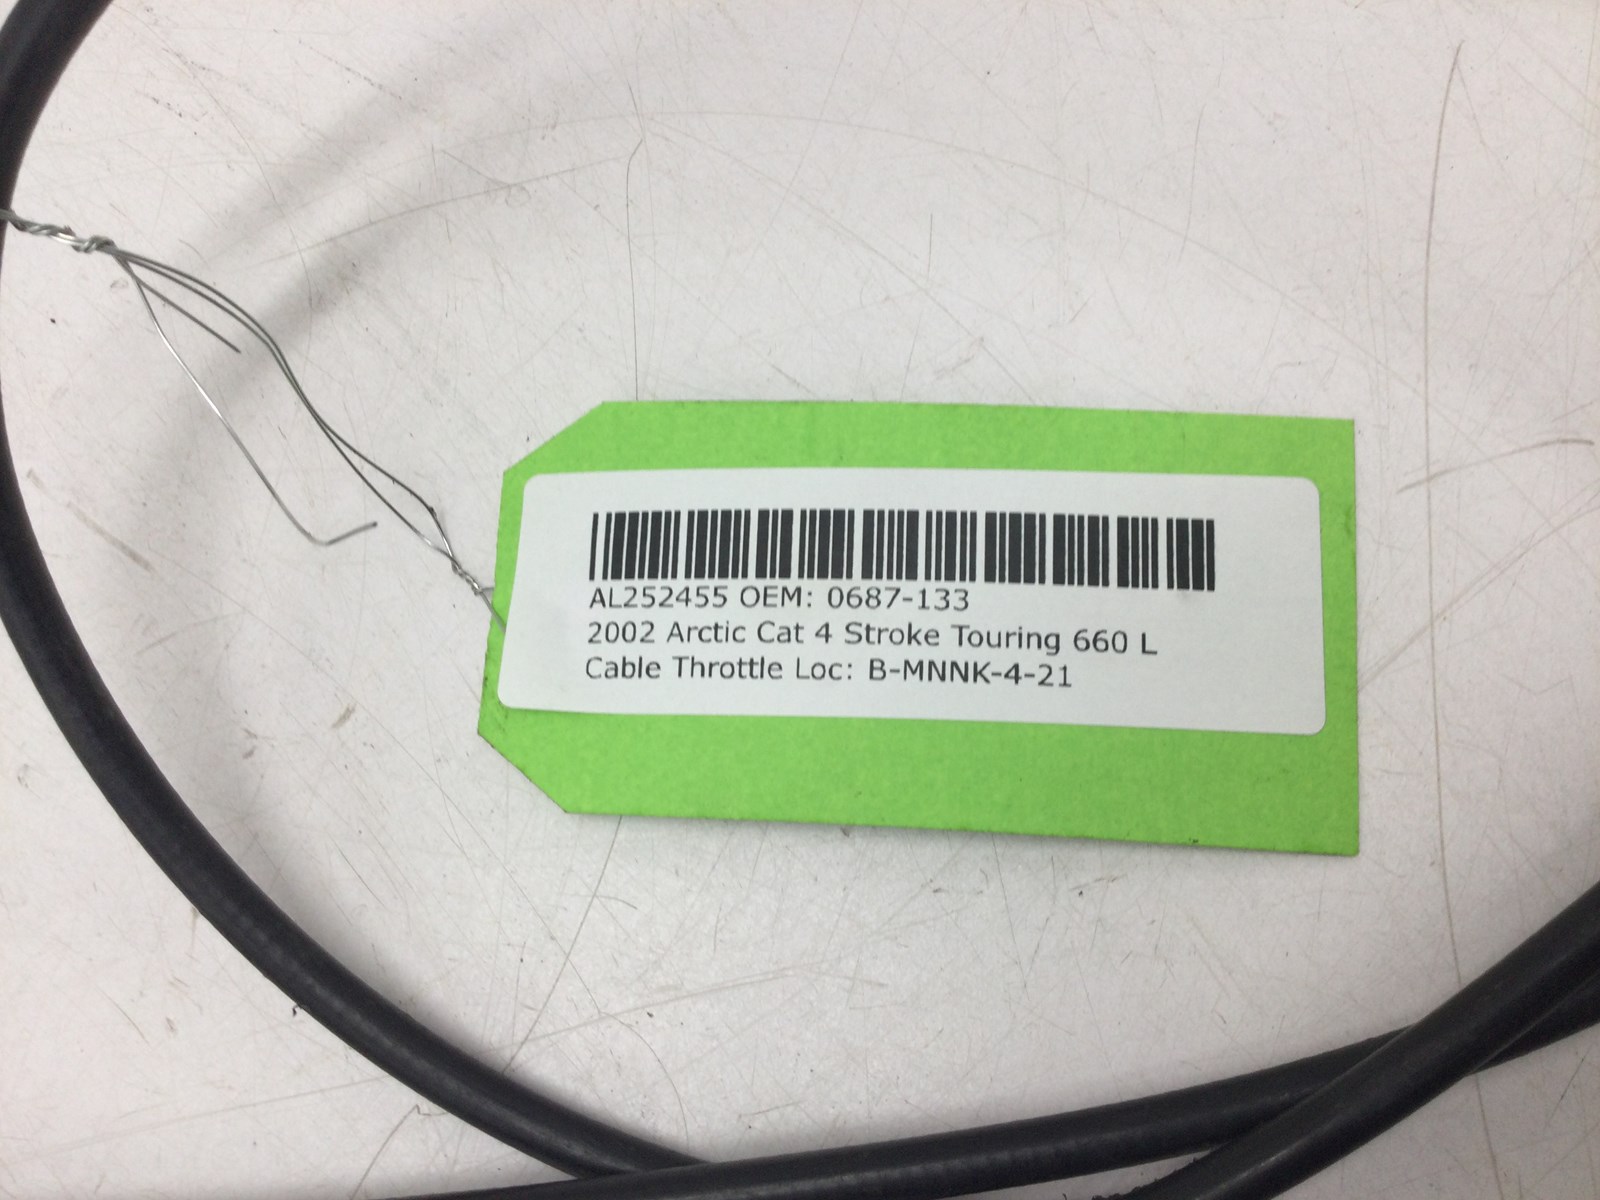 AL252455 OEM: 0687-133
2002 Arctic Cat 4 Stroke Touring 660 L
Cable Throttle Loc: B-MNNK-4-21